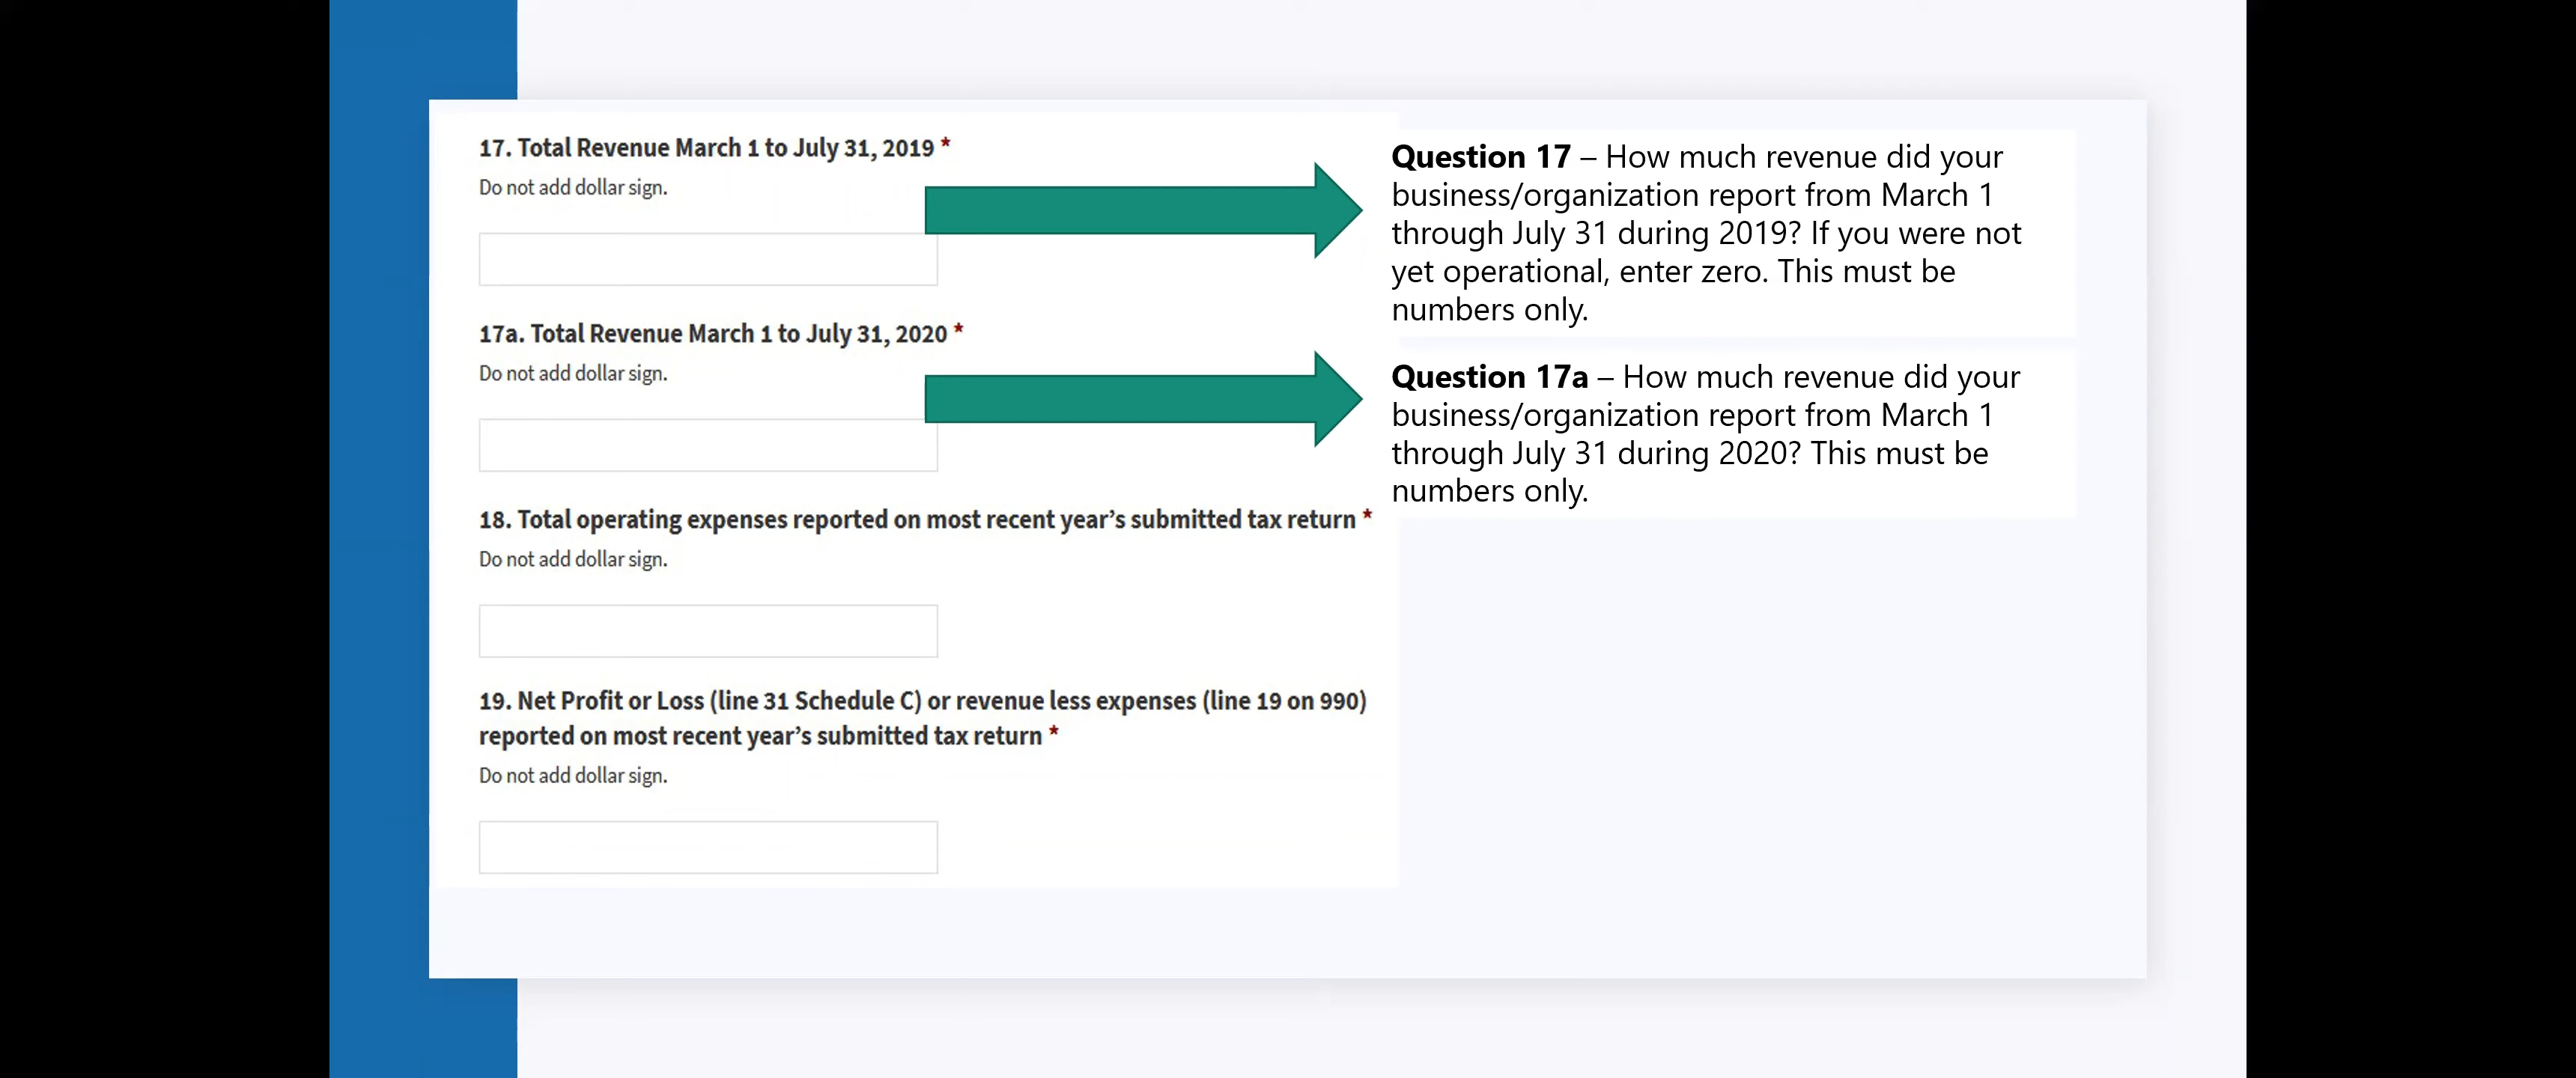 17. Total Revenue March 1 to July 31, 2019 *
Do not add dollar sign.
17a. Total Revenue March 1 to July 31, 2020 *
Do not add dollar sign.
18. Total operating expenses reported on most recent year’s submitted tax return *
Do not add dollar sign.
19. Net Profit or Loss (line 31 Schedule C) or revenue less expenses (line 19 on 990)
reported on most recent year’s submitted tax return *
Do not add dollar sign.
Question 17 – How much revenue did your
business/organization report from March 1
through July 31 during 2019? If you were not
yet operational, enter zero. This must be
numbers only.
Question 17a – How much revenue did your
business/organization report from March 1
through July 31 during 2020? This must be
numbers only.